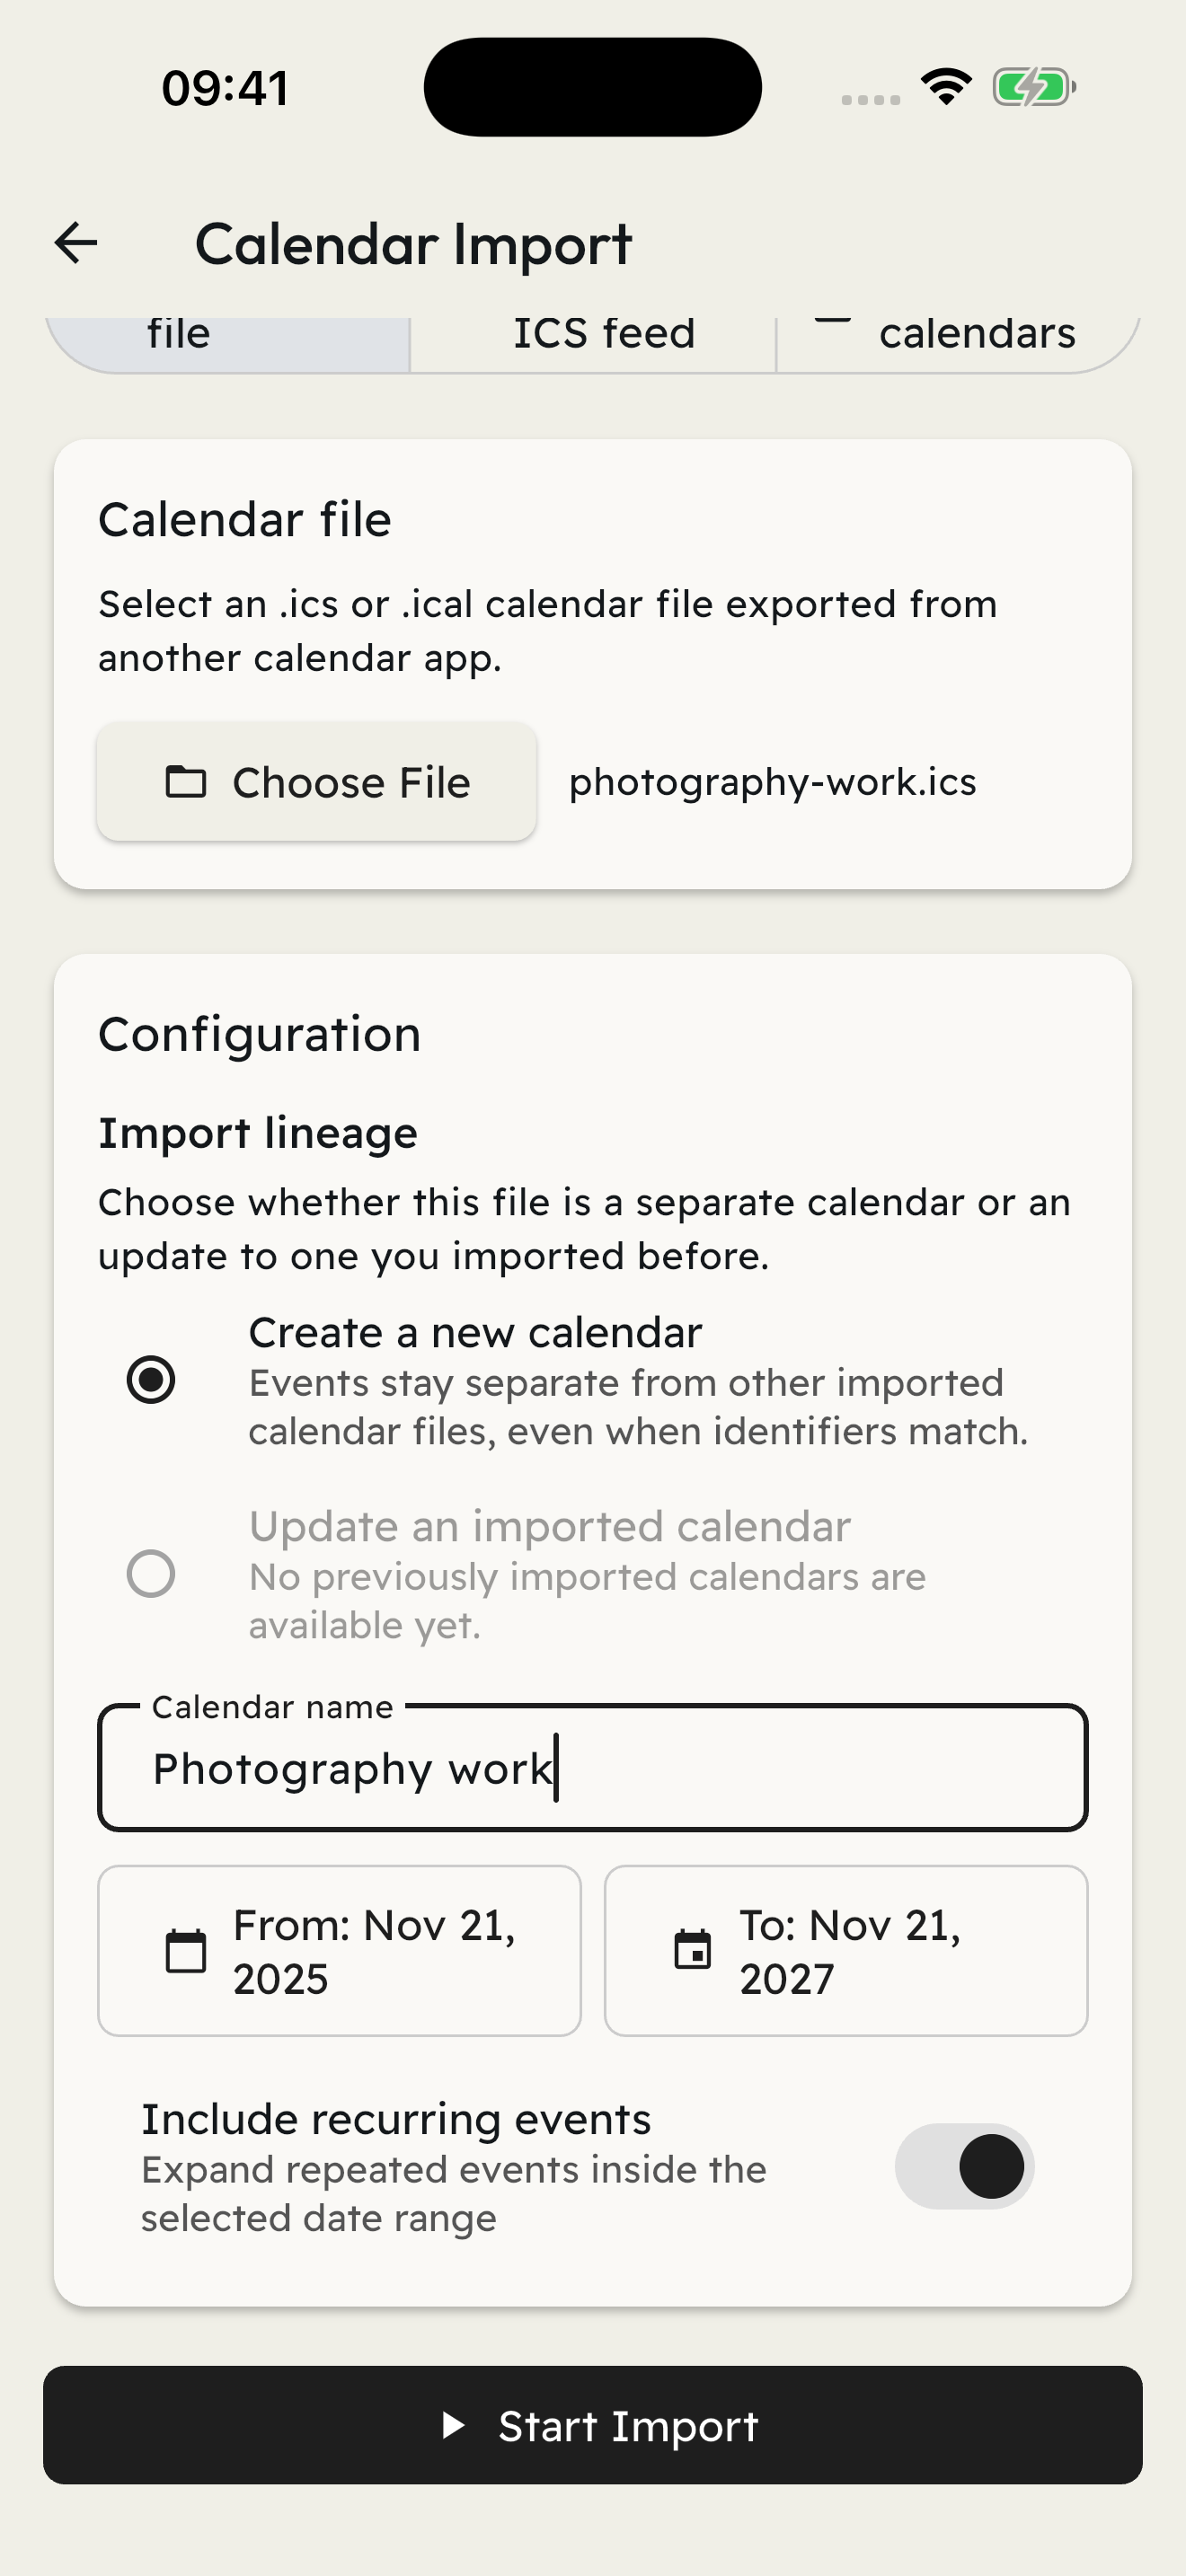 09:41
Calendar Import
file
ICS feed
calendars
Calendar file
Select an .ics or .ical calendar file exported from
another calendar app.
Choose File
photography-work.ics
Configuration
Import lineage
Choose whether this file is a separate calendar or an
update to one you imported before.
Create a new calendar
Events stay separate from other imported
calendar files, even when identifiers match.
Update an imported calendar
No previously imported calendars are
available yet.
Calendar name
Photography work
From: Nov 21,
2025
To: Nov 21,
2027
Include recurring events
Expand repeated events inside the
selected date range
Start Import